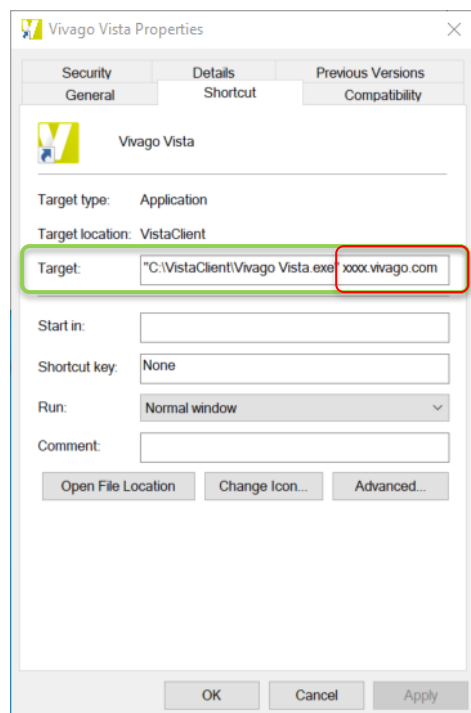 Vivago Vista Properties
Security Details Previous Versions
General Shortcut Compatibility
Vivago Vista
Target type: Application
Target location: VistaClient
Target: "C:\VistaClient\Vivago Vista.exe" xxxx.vivago.com
Start in:
Shortcut key: None
Run: Normal window
Comment:
Open File Location Change Icon... Advanced...
OK Cancel Apply